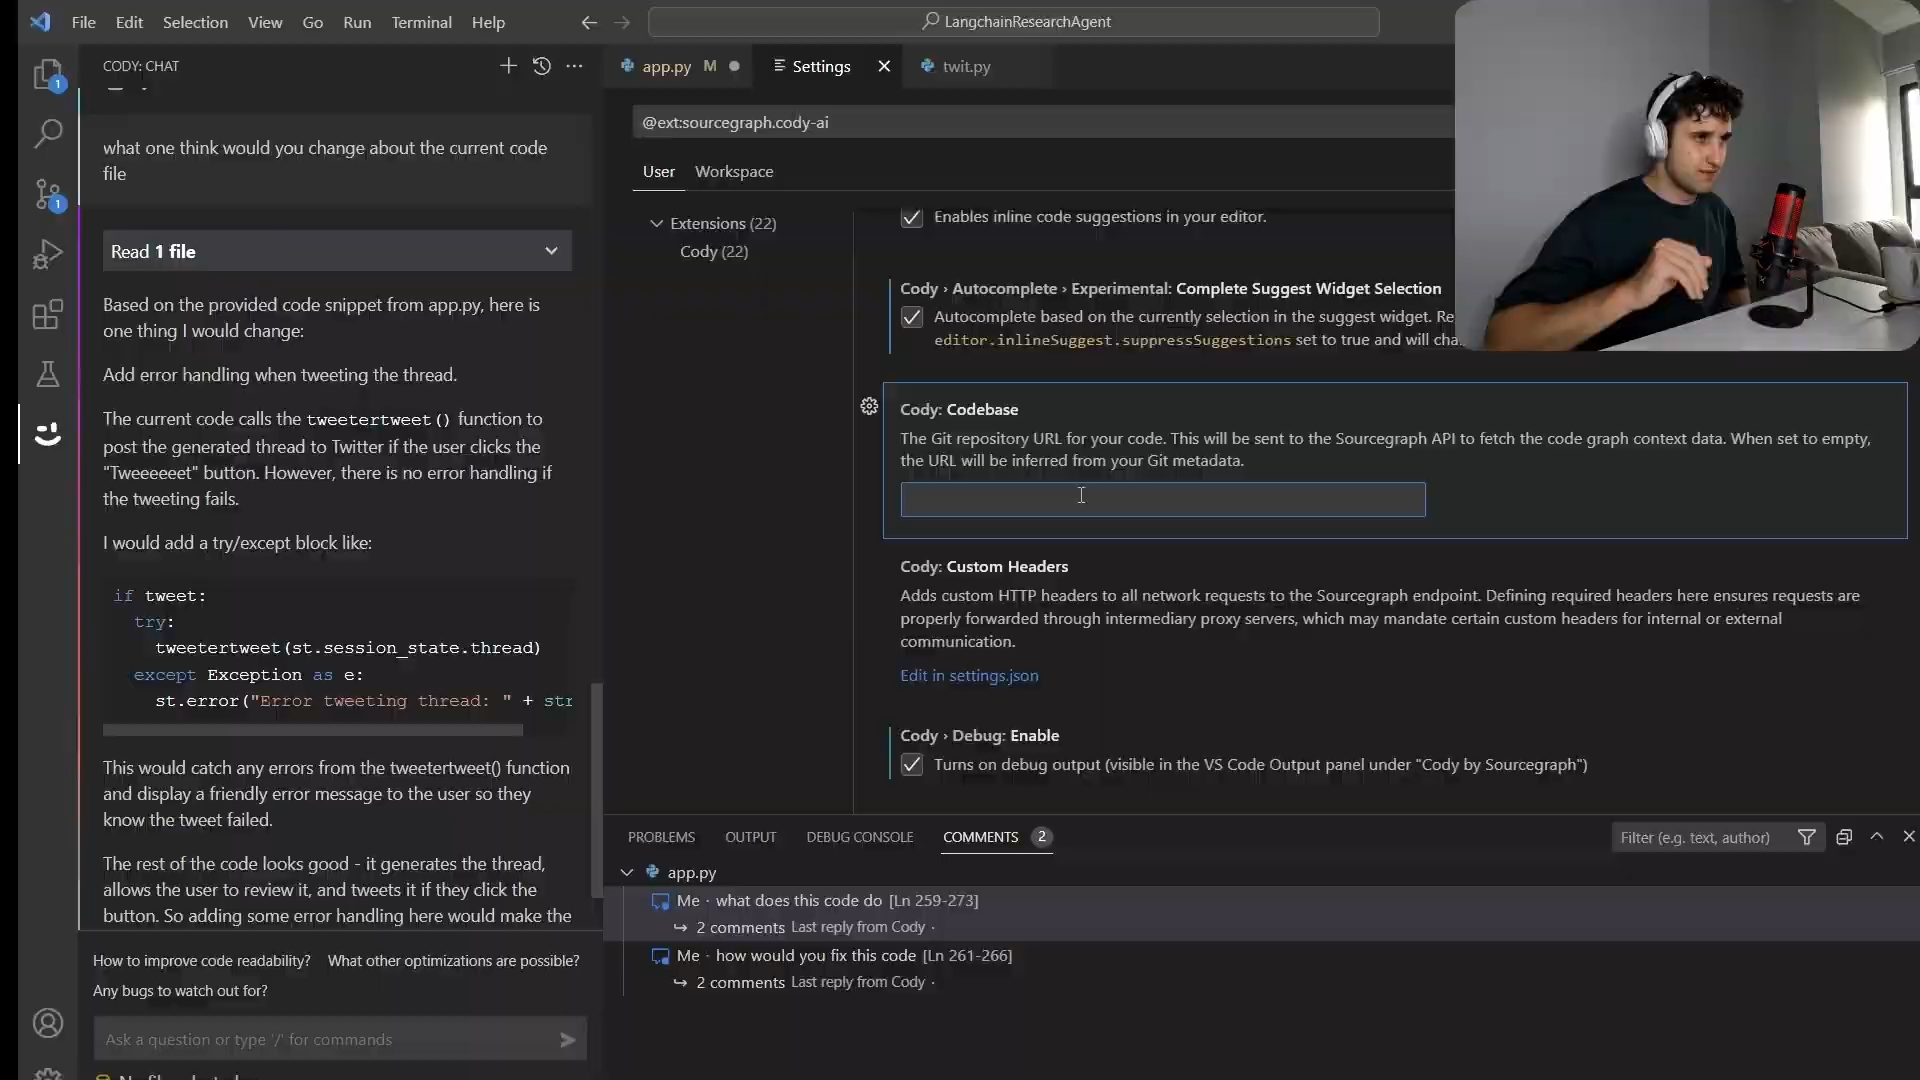 File Edit Selection View Go Run Terminal Help
LangchainResearchAgent
CODY: CHAT
app.py M
Settings
twit.py
what one think would you change about the current code
file
Read 1 file
Based on the provided code snippet from app.py, here is
one thing I would change:
Add error handling when tweeting the thread.
The current code calls the tweetertweet() function to
post the generated thread to Twitter if the user clicks the
"Tweeeeeet" button. However, there is no error handling if
the tweeting fails.
I would add a try/except block like:
if tweet:
try:
tweetertweet(st.session_state.thread)
except Exception as e:
st.error("Error tweeting thread: " + str
This would catch any errors from the tweetertweet() function
and display a friendly error message to the user so they
know the tweet failed.
The rest of the code looks good - it generates the thread,
allows the user to review it, and tweets it if they click the
button. So adding some error handling here would make the
How to improve code readability? What other optimizations are possible?
Any bugs to watch out for?
Ask a question or type '/' for commands
@ext:sourcegraph.cody-ai
User Workspace
Extensions (22)
Cody (22)
Enables inline code suggestions in your editor.
Cody › Autocomplete › Experimental: Complete Suggest Widget Selection
Autocomplete based on the currently selection in the suggest widget. Re
editor.inlineSuggest.suppressSuggestions set to true and will cha
Cody: Codebase
The Git repository URL for your code. This will be sent to the Sourcegraph API to fetch the code graph context data. When set to empty,
the URL will be inferred from your Git metadata.
Cody: Custom Headers
Adds custom HTTP headers to all network requests to the Sourcegraph endpoint. Defining required headers here ensures requests are
properly forwarded through intermediary proxy servers, which may mandate certain custom headers for internal or external
communication.
Edit in settings.json
Cody › Debug: Enable
Turns on debug output (visible in the VS Code Output panel under "Cody by Sourcegraph")
PROBLEMS OUTPUT DEBUG CONSOLE COMMENTS 2
Filter (e.g. text, author)
app.py
Me · what does this code do [Ln 259-273]
2 comments Last reply from Cody ·
Me · how would you fix this code [Ln 261-266]
2 comments Last reply from Cody ·
1
1